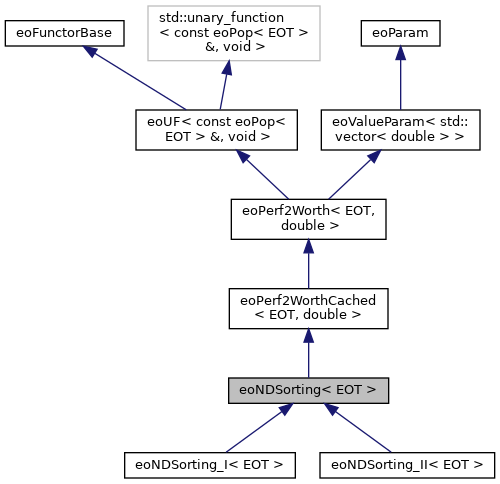 eoFunctorBase
std::unary_function
< const eoPop< EOT >
&, void >
eoParam
eoUF< const eoPop<
EOT > &, void >
eoValueParam< std::
vector< double > >
eoPerf2Worth< EOT,
double >
eoPerf2WorthCached
< EOT, double >
eoNDSorting< EOT >
eoNDSorting_I< EOT >
eoNDSorting_II< EOT >